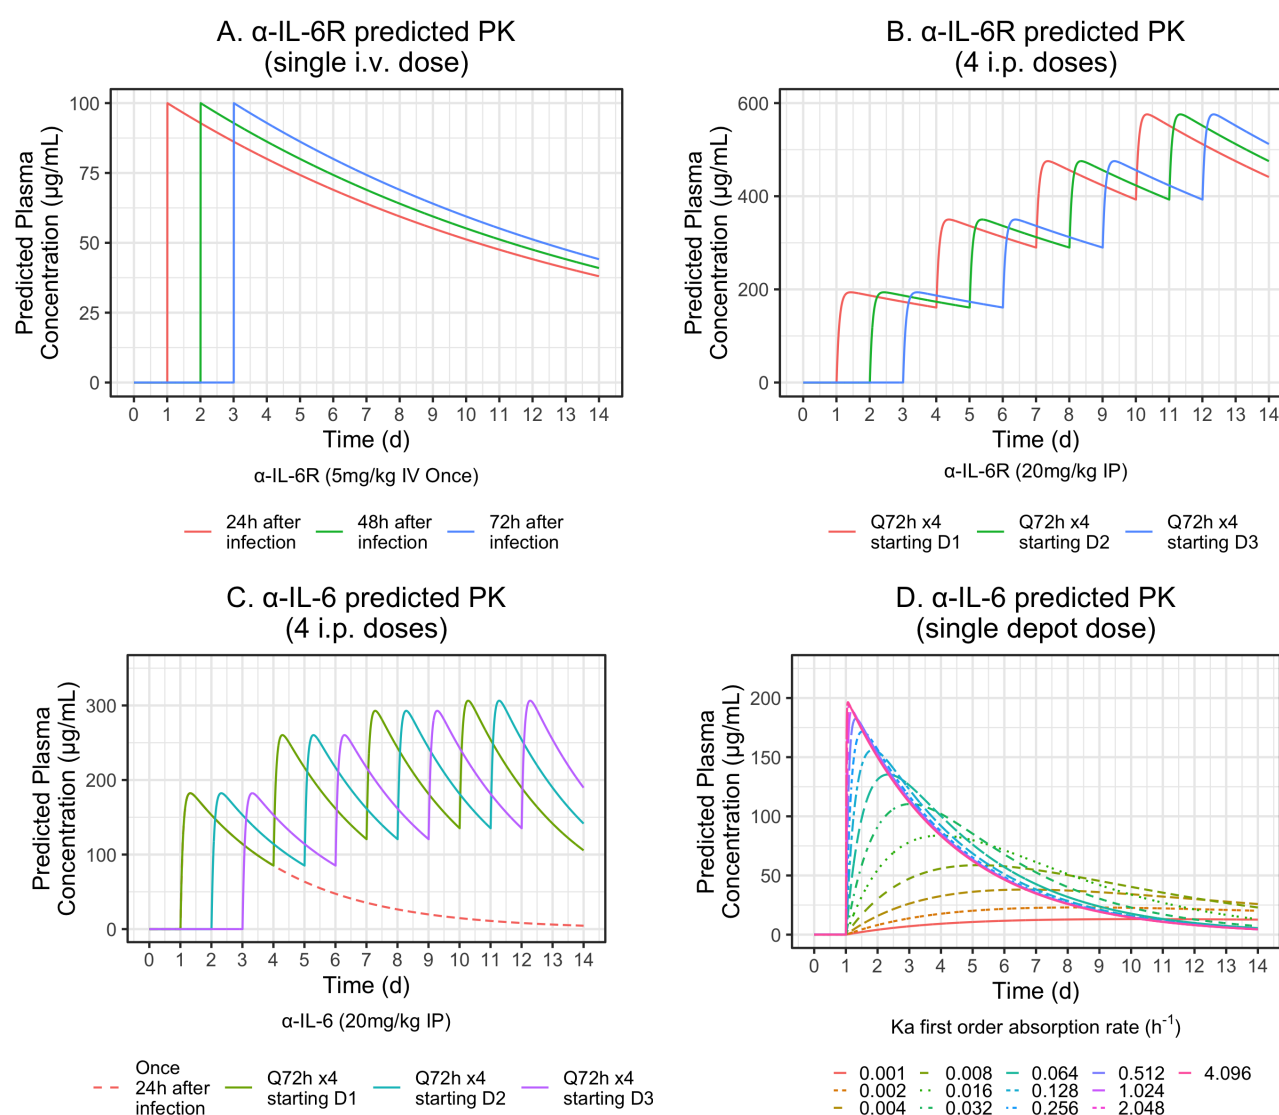 A. α-IL-6R predicted PK
(single i.v. dose)
Predicted Plasma
Concentration (µg/mL)
100
75
50
25
0
0 1 2 3 4 5 6 7 8 9 10 11 12 13 14
Time (d)
α-IL-6R (5mg/kg IV Once)
24h after
infection
48h after
infection
72h after
infection
B. α-IL-6R predicted PK
(4 i.p. doses)
Predicted Plasma
Concentration (µg/mL)
600
400
200
0
0 1 2 3 4 5 6 7 8 9 10 11 12 13 14
Time (d)
α-IL-6R (20mg/kg IP)
Q72h x4
starting D1
Q72h x4
starting D2
Q72h x4
starting D3
C. α-IL-6 predicted PK
(4 i.p. doses)
Predicted Plasma
Concentration (µg/mL)
300
200
100
0
0 1 2 3 4 5 6 7 8 9 10 11 12 13 14
Time (d)
α-IL-6 (20mg/kg IP)
Once
24h after
infection
Q72h x4
starting D1
Q72h x4
starting D2
Q72h x4
starting D3
D. α-IL-6 predicted PK
(single depot dose)
Predicted Plasma
Concentration (µg/mL)
200
150
100
50
0
0 1 2 3 4 5 6 7 8 9 10 11 12 13 14
Time (d)
Ka first order absorption rate (h⁻¹)
0.001 0.008 0.064 0.512 4.096
0.002 0.016 0.128 1.024
0.004 0.032 0.256 2.048